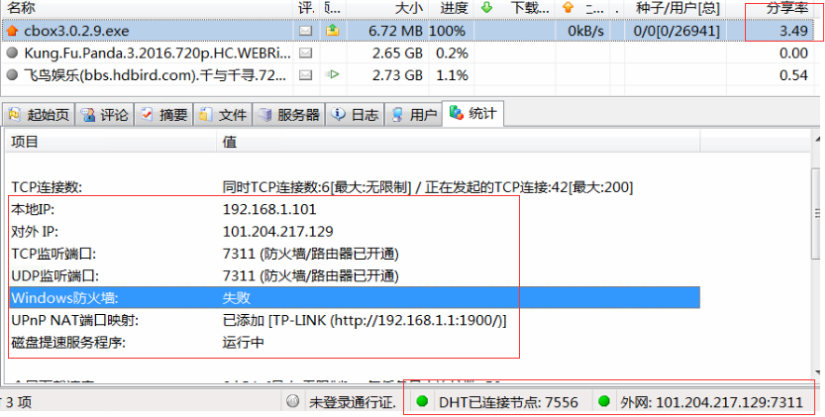 名称 评. 大小 进度 下载... 种子/用户[总] 分享率
cbox3.0.2.9.exe 6.72 MB 100% 0kB/s 0/0[0/26941] 3.49
Kung.Fu.Panda.3.2016.720p.HC.WEBRi... 2.65 GB 0.2% 0.00
飞鸟娱乐(bbs.hdbird.com).千与千寻.72... 2.73 GB 1.1% 0.54
起始页 评论 摘要 文件 服务器 日志 用户 统计
项目 值
TCP连接数: 同时TCP连接数:6[最大:无限制] / 正在发起的TCP连接:42[最大:200]
本地IP: 192.168.1.101
对外 IP: 101.204.217.129
TCP监听端口: 7311 (防火墙/路由器已开通)
UDP监听端口: 7311 (防火墙/路由器已开通)
Windows防火墙: 失败
UPnP NAT端口映射: 已添加 [TP-LINK (http://192.168.1.1:1900/)]
磁盘提速服务程序: 运行中
3 项 未登录通行证. DHT已连接节点: 7556 外网: 101.204.217.129:7311